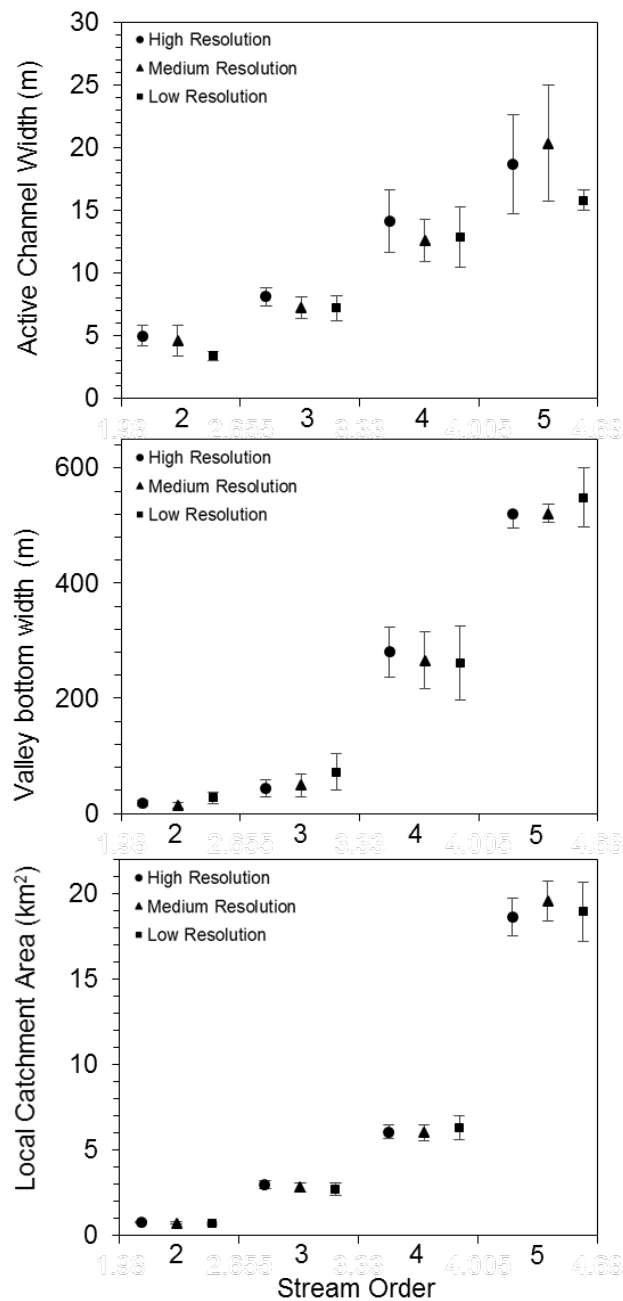 30
25
20
15
10
5
0
Active Channel Width (m)
High Resolution
Medium Resolution
Low Resolution
2 3 4 5
1.98 2.655 3.33 4.005 4.68
600
400
200
0
Valley bottom width (m)
High Resolution
Medium Resolution
Low Resolution
2 3 4 5
1.98 2.655 3.33 4.005 4.68
20
15
10
5
0
Local Catchment Area (km²)
High Resolution
Medium Resolution
Low Resolution
2 3 4 5
1.98 2.655 3.33 4.005 4.68
Stream Order